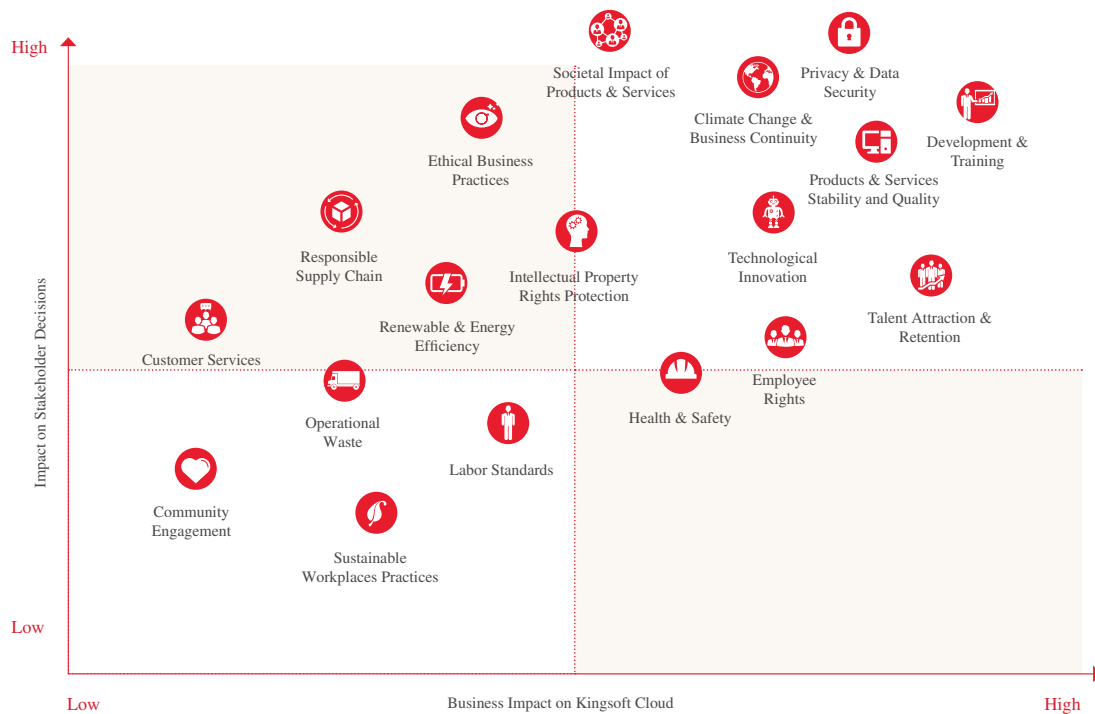 High
Societal Impact of
Products & Services
Privacy & Data
Security
Climate Change &
Business Continuity
Development &
Training
Ethical Business
Practices
Products & Services
Stability and Quality
Responsible
Supply Chain
Technological
Innovation
Intellectual Property
Rights Protection
Talent Attraction &
Retention
Renewable & Energy
Efficiency
Customer Services
Employee
Rights
Operational
Waste
Health & Safety
Labor Standards
Community
Engagement
Sustainable
Workplaces Practices
Impact on Stakeholder Decisions
Low
Low
Business Impact on Kingsoft Cloud
High